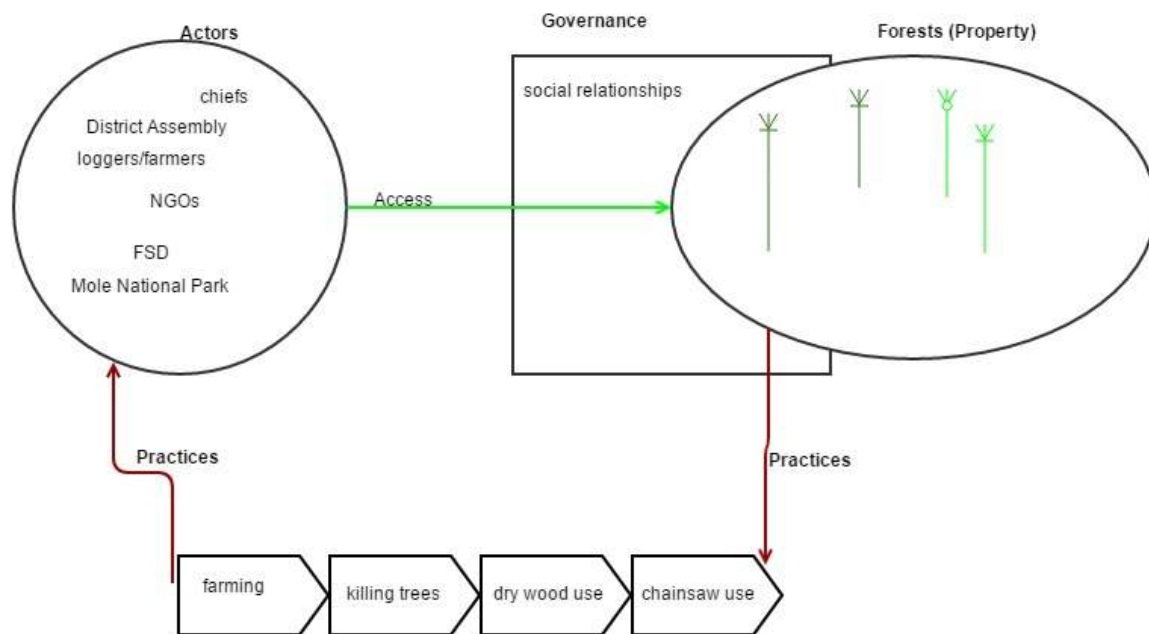 Actors
Governance
Forests (Property)
chiefs
District Assembly
loggers/farmers
NGOs
FSD
Mole National Park
Access
social relationships
Practices
Practices
farming
killing trees
dry wood use
chainsaw use